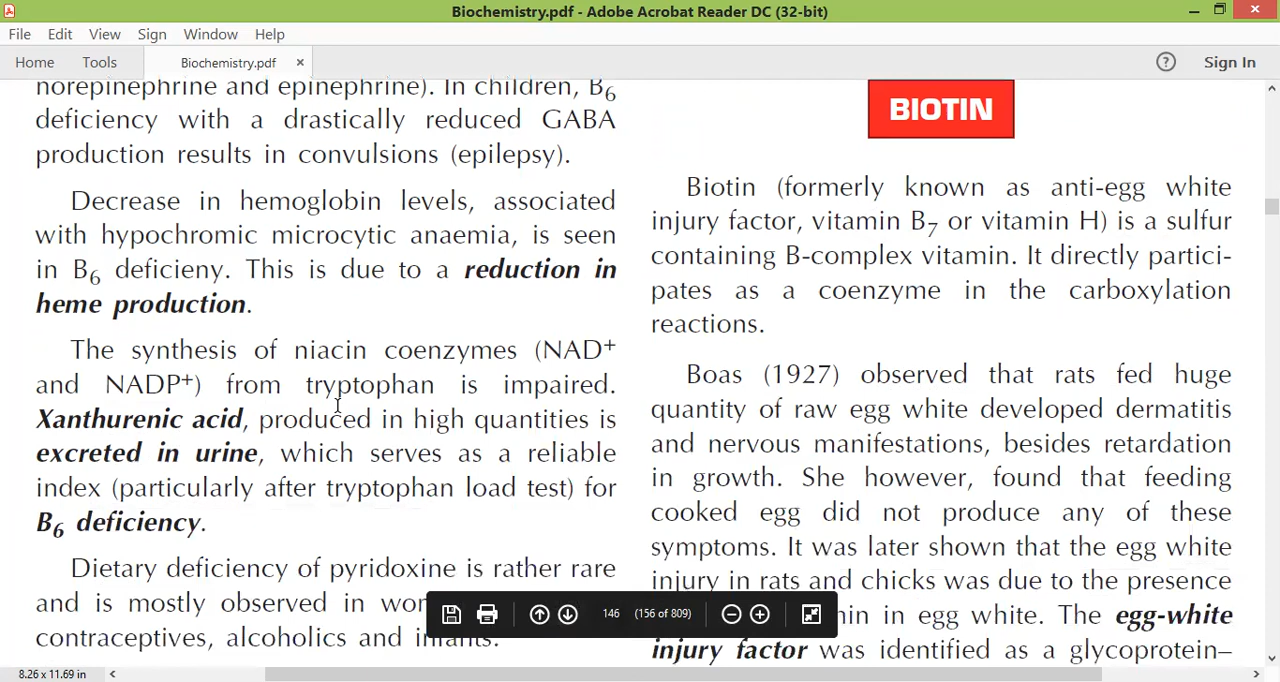 Biochemistry.pdf - Adobe Acrobat Reader DC (32-bit)
File Edit View Sign Window Help
Home Tools Biochemistry.pdf × ? Sign In
norepinephrine and epinephrine). In children, B6
deficiency with a drastically reduced GABA
production results in convulsions (epilepsy).
Decrease in hemoglobin levels, associated
with hypochromic microcytic anaemia, is seen
in B6 deficieny. This is due to a reduction in
heme production.
The synthesis of niacin coenzymes (NAD+
and NADP+) from tryptophan is impaired.
Xanthurenic acid, produced in high quantities is
excreted in urine, which serves as a reliable
index (particularly after tryptophan load test) for
B6 deficiency.
Dietary deficiency of pyridoxine is rather rare
and is mostly observed in
contraceptives, alcoholics and infants.
BIOTIN
Biotin (formerly known as anti-egg white
injury factor, vitamin B7 or vitamin H) is a sulfur
containing B-complex vitamin. It directly partici-
pates as a coenzyme in the carboxylation
reactions.
Boas (1927) observed that rats fed huge
quantity of raw egg white developed dermatitis
and nervous manifestations, besides retardation
in growth. She however, found that feeding
cooked egg did not produce any of these
symptoms. It was later shown that the egg white
injury in rats and chicks was due to the presence
in egg white. The egg-white
injury factor was identified as a glycoprotein–
146 (156 of 809)
8.26 x 11.69 in